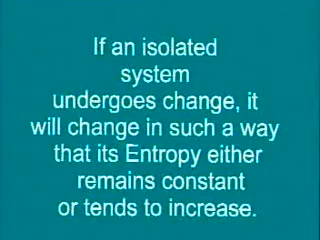 If an isolated
system
undergoes change, it
will change in such a way
that its Entropy either
remains constant
or tends to increase.